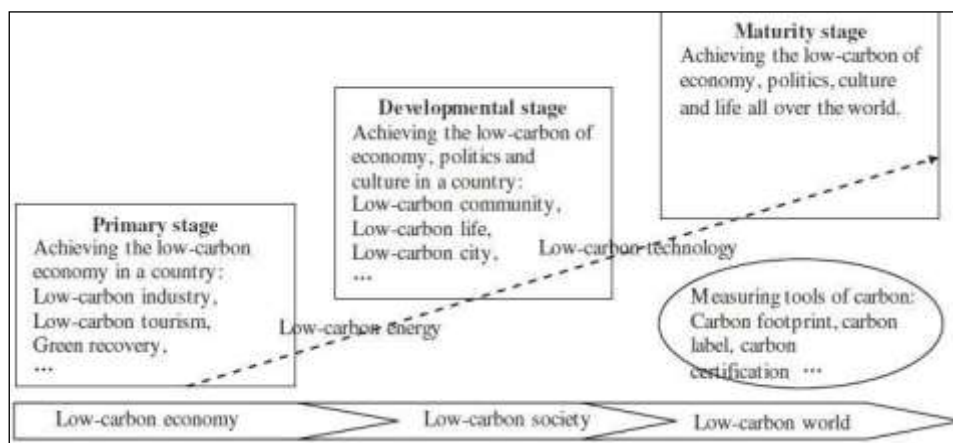 Maturity stage
Achieving the low-carbon of
economy, politics, culture
and life all over the world.
Developmental stage
Achieving the low-carbon of
economy, politics and
culture in a country:
Low-carbon community,
Low-carbon life,
Low-carbon city,
…
Primary stage
Achieving the low-carbon
economy in a country:
Low-carbon industry,
Low-carbon tourism,
Green recovery,
…
Low-carbon energy
Low-carbon technology
Measuring tools of carbon:
Carbon footprint, carbon
label, carbon
certification …
Low-carbon economy
Low-carbon society
Low-carbon world